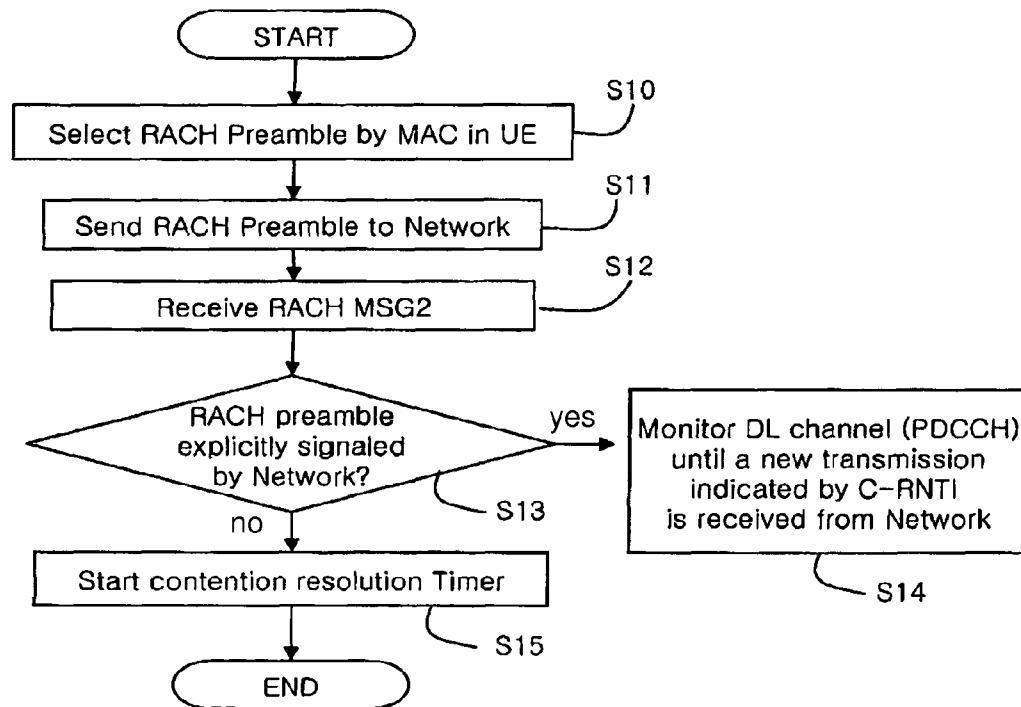 START
S10
Select RACH Preamble by MAC in UE
S11
Send RACH Preamble to Network
S12
Receive RACH MSG2
RACH preamble
explicitly signaled
by Network?
yes
S13
no
Monitor DL channel (PDCCH)
until a new transmission
indicated by C-RNTI
is received from Network
S14
Start contention resolution Timer
S15
END